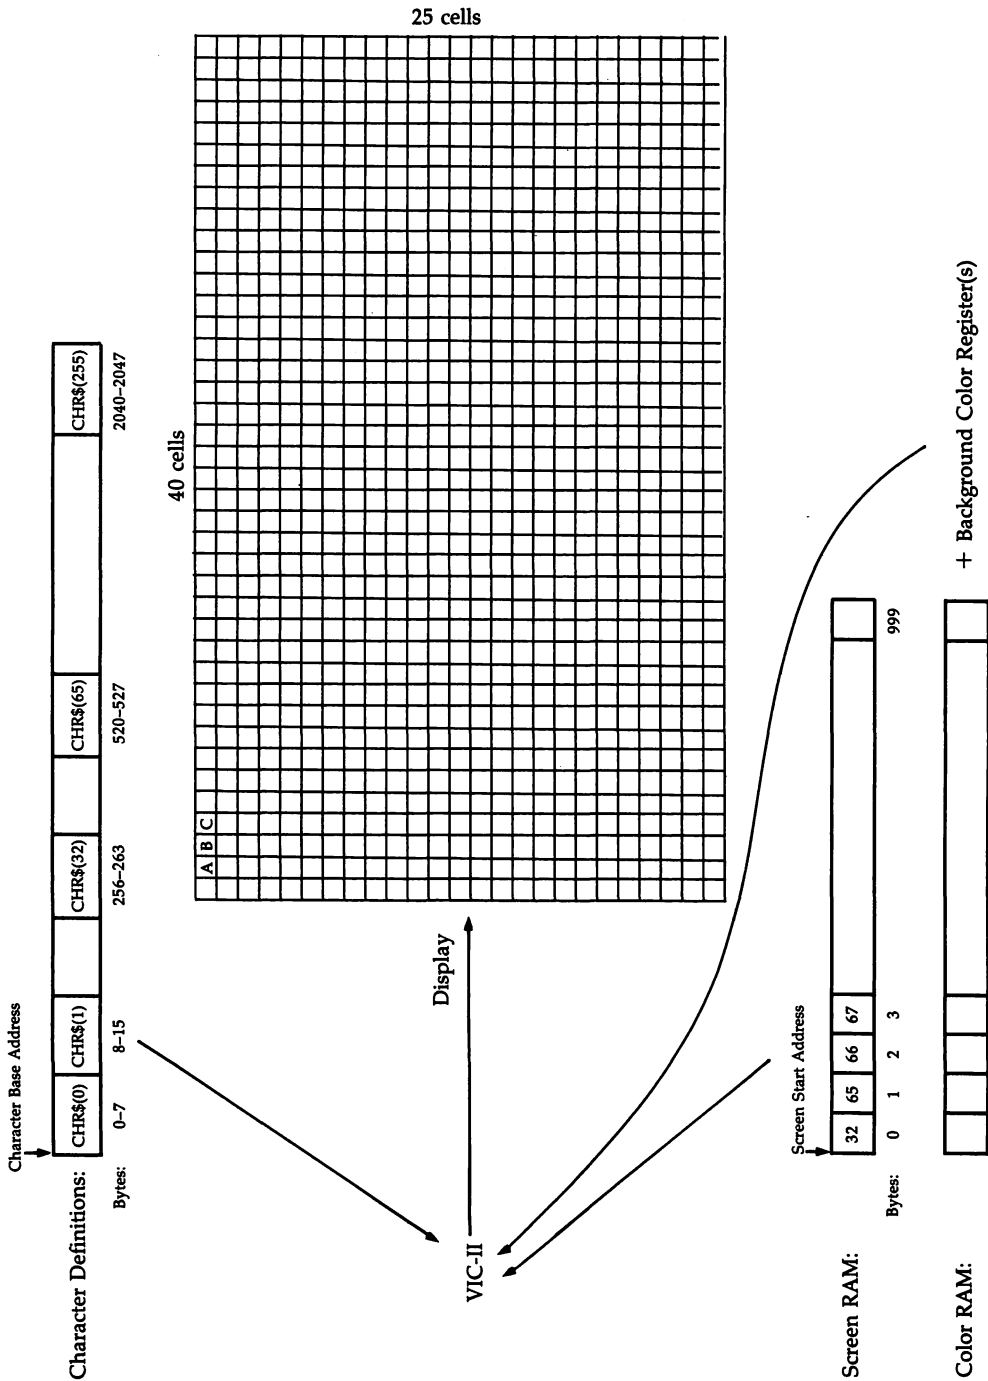 Character Base Address
Character Definitions:
CHR$(0)
CHR$(1)
CHR$(32)
CHR$(65)
CHR$(255)
Bytes:
0–7
8–15
256–263
520–527
2040–2047
40 cells
25 cells
A B C
Display
VIC-II
Screen Start Address
Screen RAM:
32
65
66
67
Bytes:
0
1
2
3
999
Color RAM:
+ Background Color Register(s)